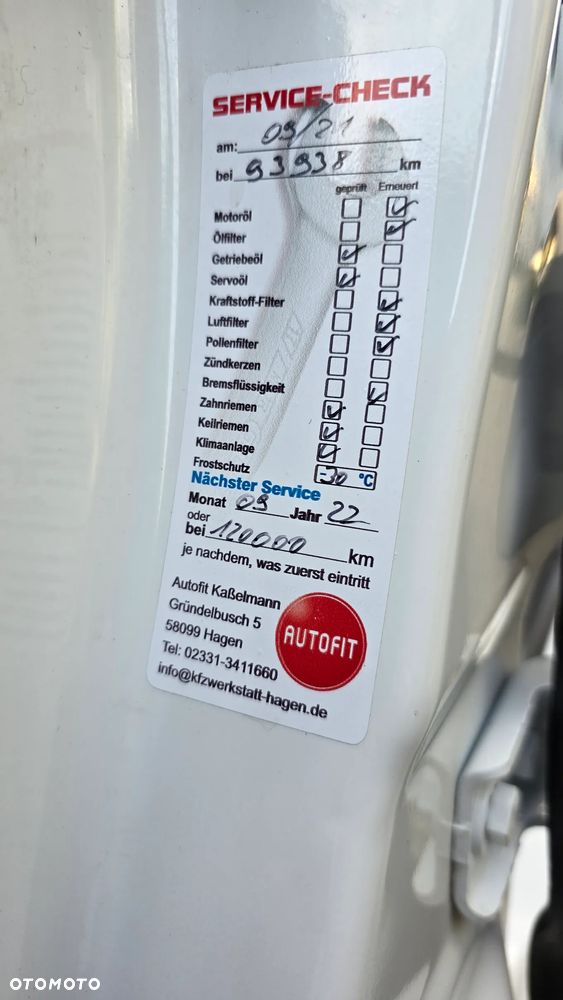 SERVICE-CHECK
am: 09/21
bei 93938 km
geprüft Erneuert
Motoröl
Ölfilter
Getriebeöl
Servoöl
Kraftstoff-Filter
Luftfilter
Pollenfilter
Zündkerzen
Bremsflüssigkeit
Zahnriemen
Keilriemen
Klimaanlage
Frostschutz -30 °C
Nächster Service
Monat 09 Jahr 22
oder
bei 120000 km
je nachdem, was zuerst eintritt
Autofit Kaßelmann
Gründelbusch 5
58099 Hagen
Tel: 02331-3411660
info@kfzwerkstatt-hagen.de
AUTOFIT
OTOMOTO